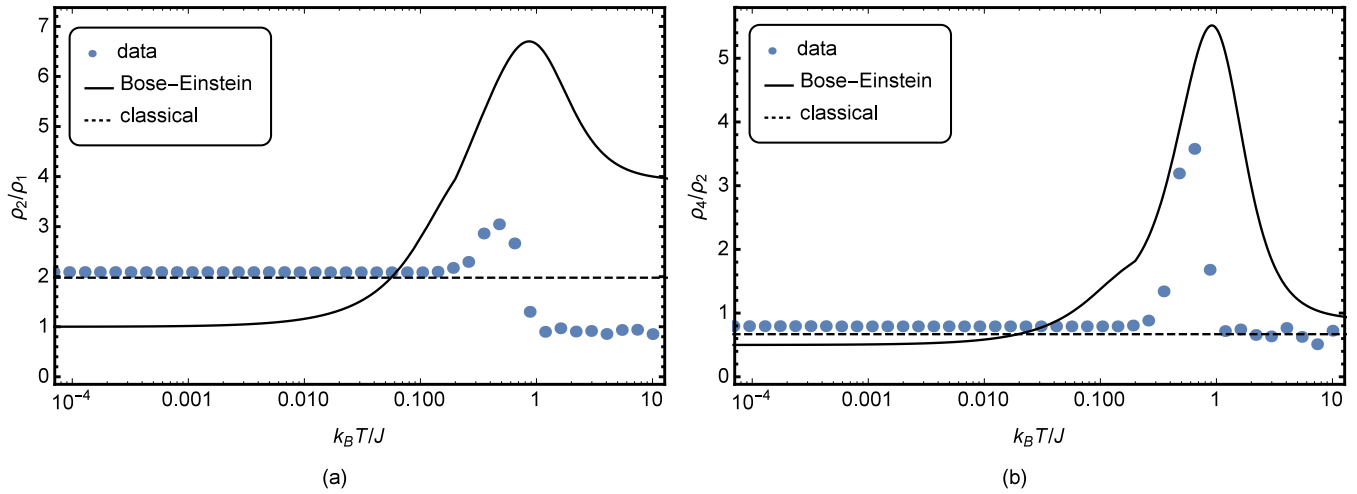 data
Bose–Einstein
classical
7
6
5
4
3
2
1
0
ρ2/ρ1
10⁻⁴ 0.001 0.010 0.100 1 10
kBT/J
(a)
data
Bose–Einstein
classical
5
4
3
2
1
0
ρ4/ρ2
10⁻⁴ 0.001 0.010 0.100 1 10
kBT/J
(b)